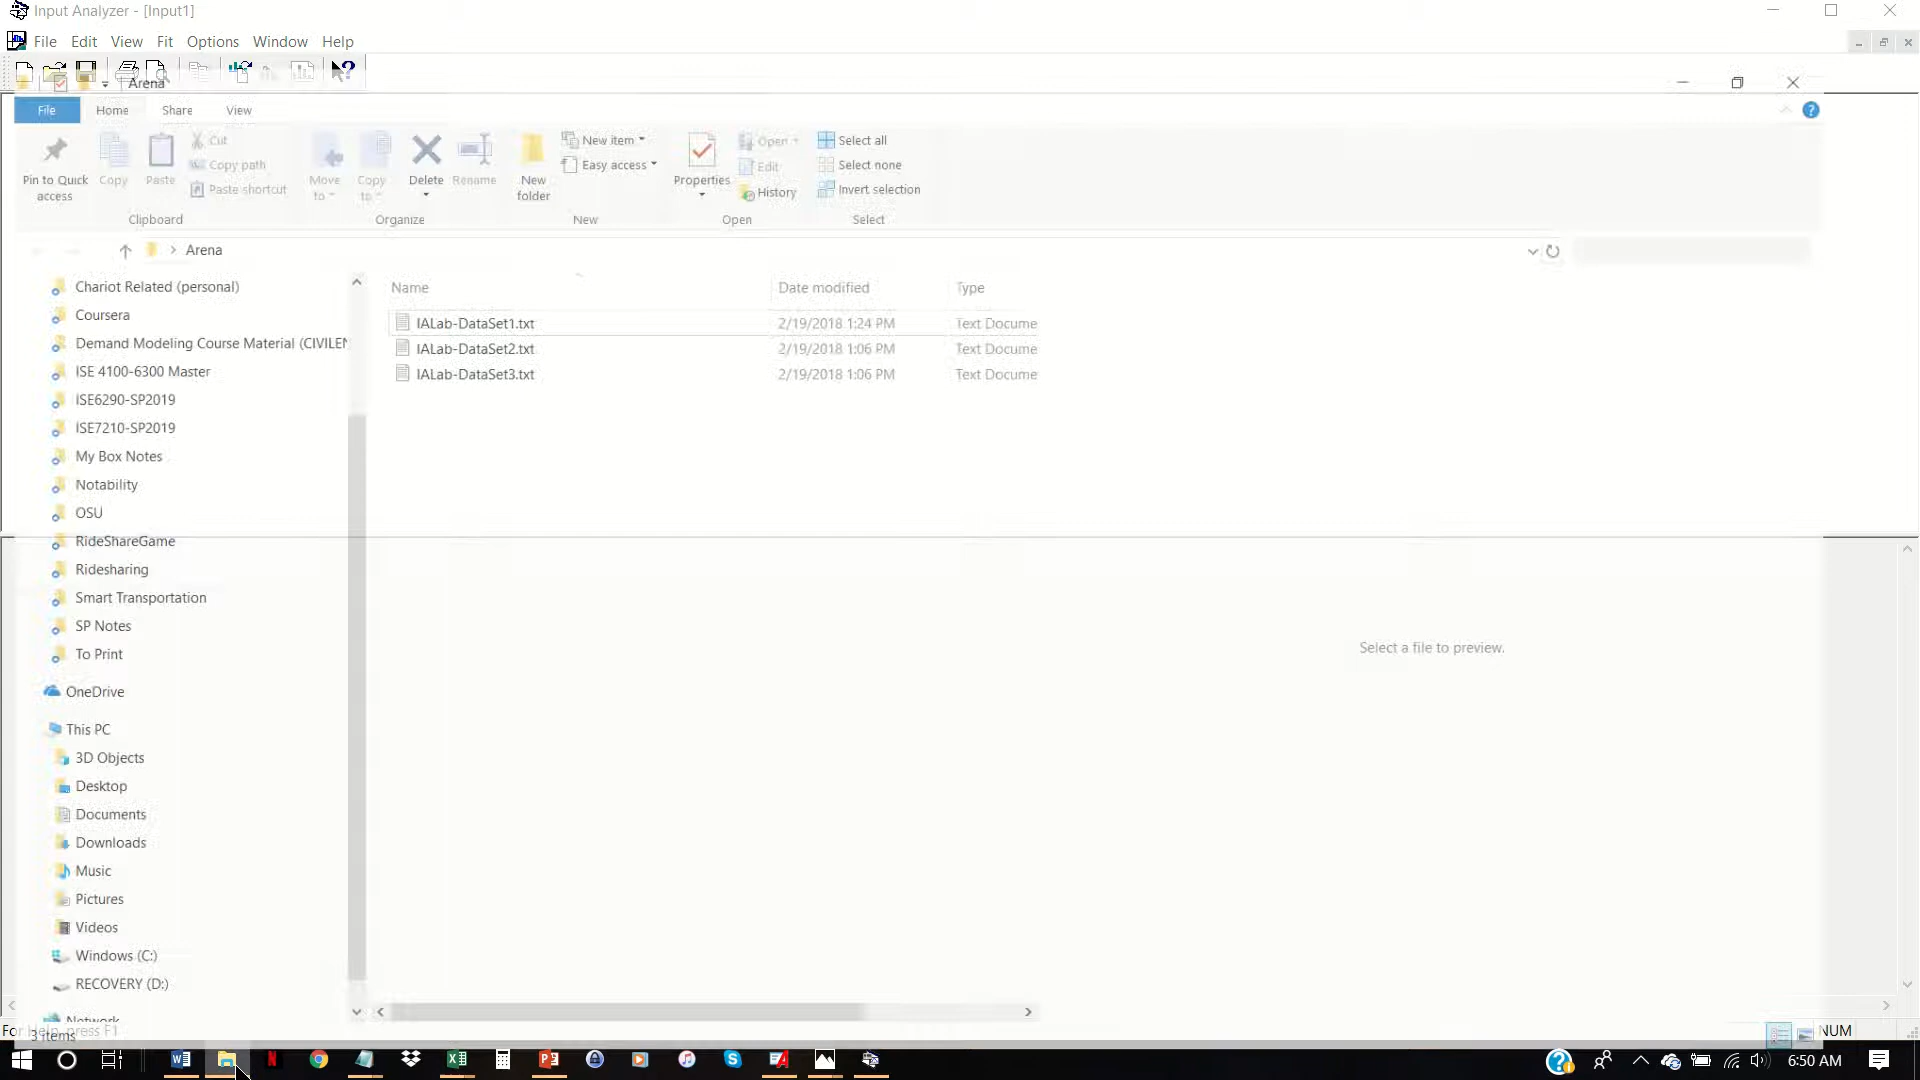 Input Analyzer - [Input1]
File Edit View Fit Options Window Help
Arena
File Home Share View
Pin to Quick access
Copy
Paste
Cut
Copy path
Paste shortcut
Move to
Copy to
Delete
Rename
New folder
New item
Easy access
Properties
Open
Edit
History
Select all
Select none
Invert selection
Clipboard Organize New Open Select
Arena
Name Date modified Type
IALab-DataSet1.txt 2/19/2018 1:24 PM Text Docume
IALab-DataSet2.txt 2/19/2018 1:06 PM Text Docume
IALab-DataSet3.txt 2/19/2018 1:06 PM Text Docume
Chariot Related (personal)
Coursera
Demand Modeling Course Material (CIVILEN
ISE 4100-6300 Master
ISE6290-SP2019
ISE7210-SP2019
My Box Notes
Notability
OSU
RideShareGame
Ridesharing
Smart Transportation
SP Notes
To Print
OneDrive
This PC
3D Objects
Desktop
Documents
Downloads
Music
Pictures
Videos
Windows (C:)
RECOVERY (D:)
Network
Select a file to preview.
For Help, press F1
3 items
NUM
6:50 AM